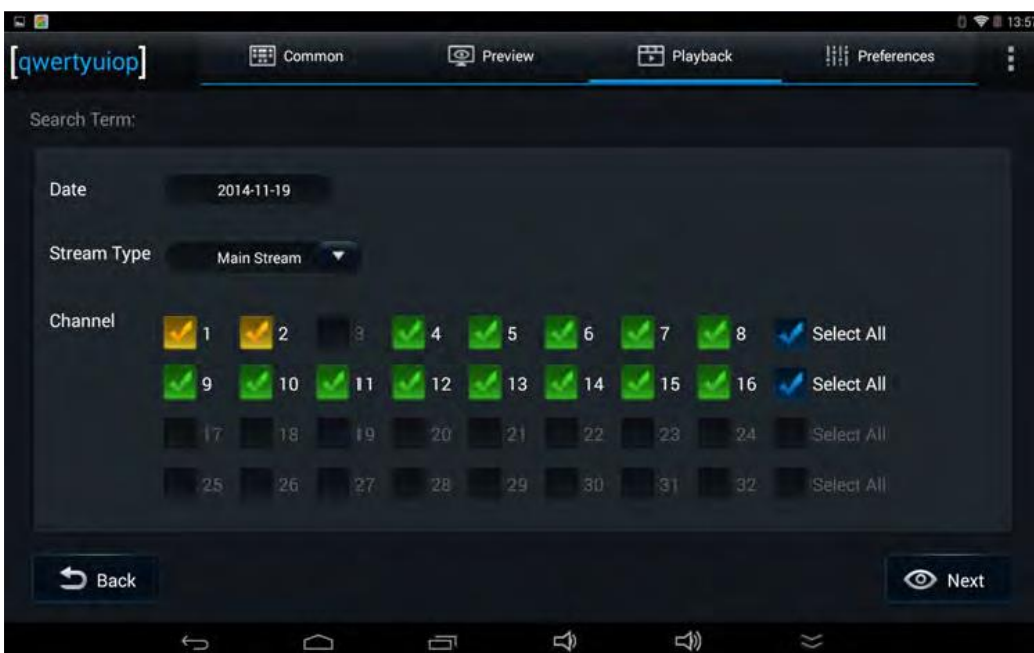 13:57
[qwertyuiop] Common Preview Playback Preferences
Search Term:
Date 2014-11-19
Stream Type Main Stream
Channel 1 2 3 4 5 6 7 8 Select All
9 10 11 12 13 14 15 16 Select All
17 18 19 20 21 22 23 24 Select All
25 26 27 28 29 30 31 32 Select All
Back Next